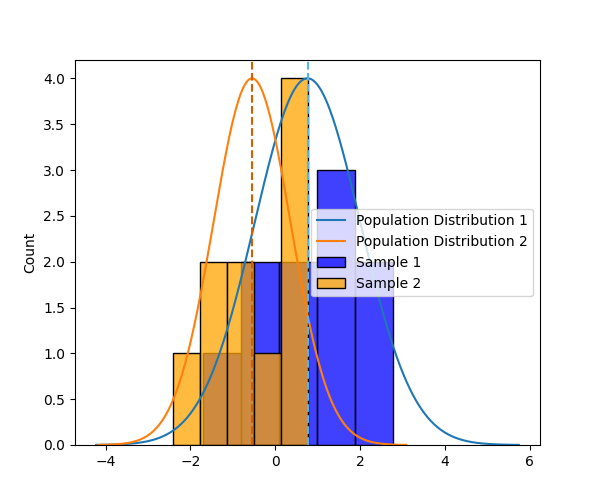 4.0
3.5
3.0
2.5
2.0
1.5
1.0
0.5
0.0
Count
Population Distribution 1
Population Distribution 2
Sample 1
Sample 2
−4 −2 0 2 4 6